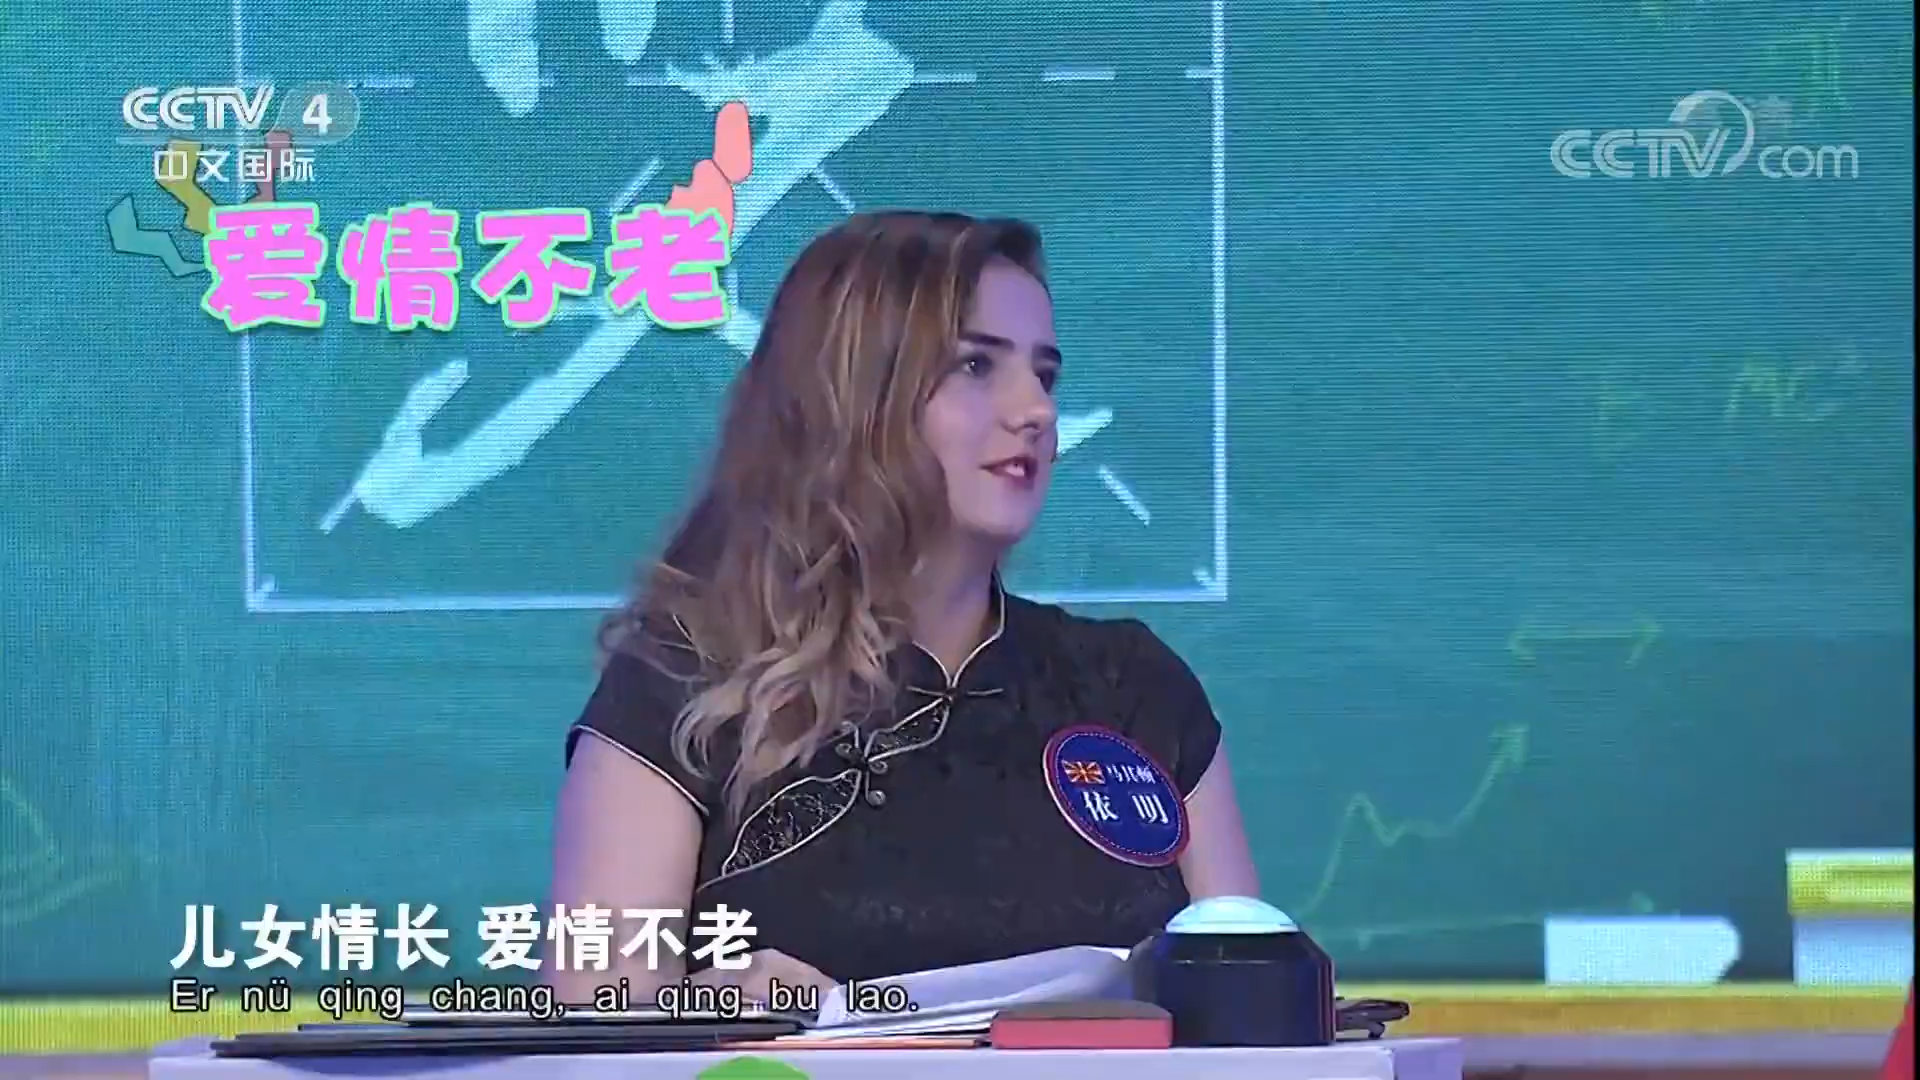 CCTV 4
中文国际
CCTV com
爱情不老
马其顿
依明
儿女情长 爱情不老
Er nü qing chang, ai qing bu lao.